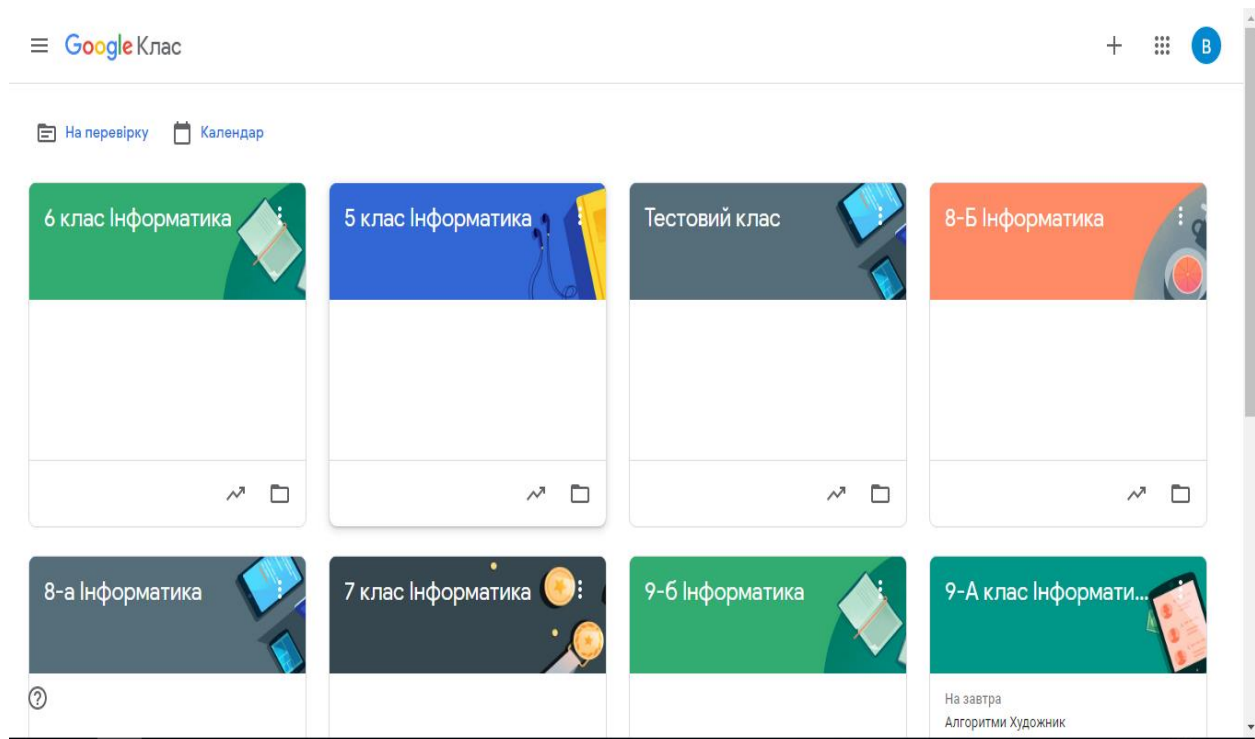 Google Клас
B
На перевірку Календар
6 клас Інформатика
5 клас Інформатика
Тестовий клас
8-Б Інформатика
8-а Інформатика
7 клас Інформатика
9-б Інформатика
9-А клас Інформати...
На завтра
Алгоритми Художник